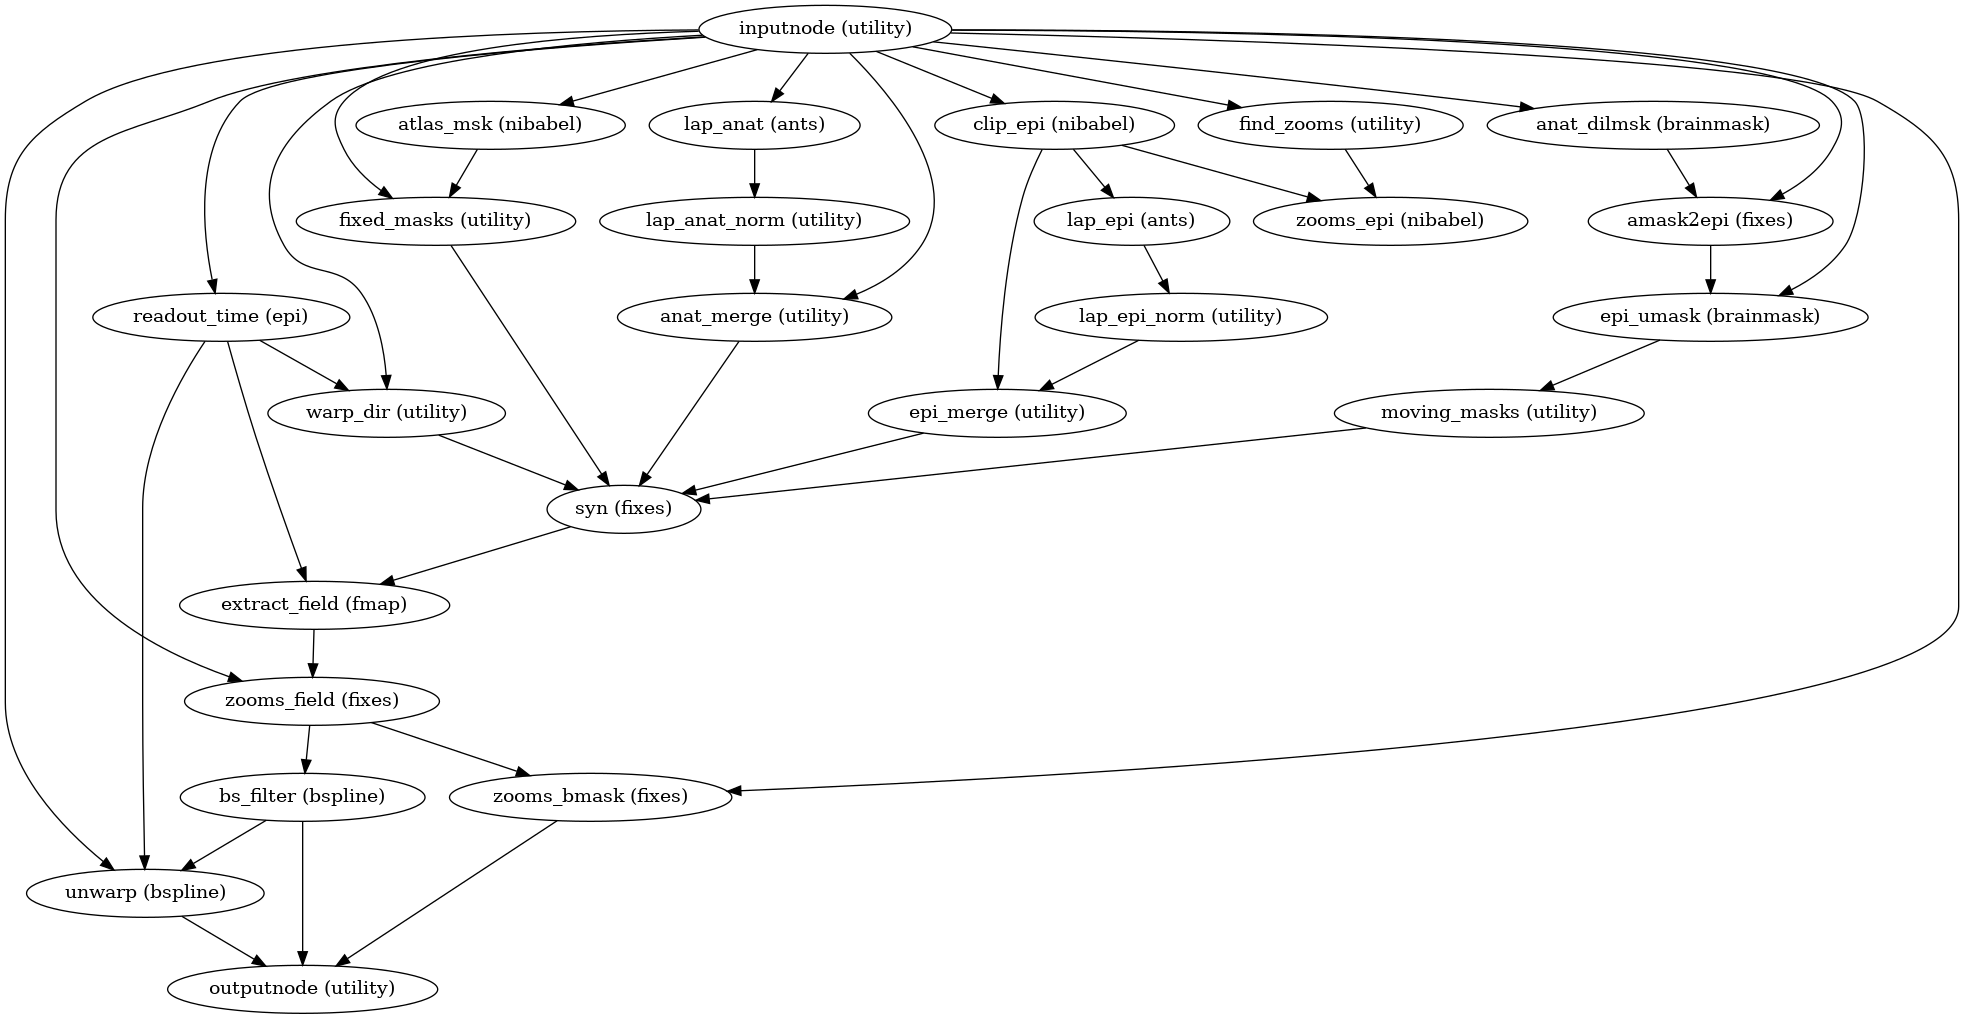 inputnode (utility)
atlas_msk (nibabel)
lap_anat (ants)
clip_epi (nibabel)
find_zooms (utility)
anat_dilmsk (brainmask)
fixed_masks (utility)
lap_anat_norm (utility)
lap_epi (ants)
zooms_epi (nibabel)
amask2epi (fixes)
readout_time (epi)
anat_merge (utility)
lap_epi_norm (utility)
epi_umask (brainmask)
warp_dir (utility)
epi_merge (utility)
moving_masks (utility)
syn (fixes)
extract_field (fmap)
zooms_field (fixes)
bs_filter (bspline)
zooms_bmask (fixes)
unwarp (bspline)
outputnode (utility)